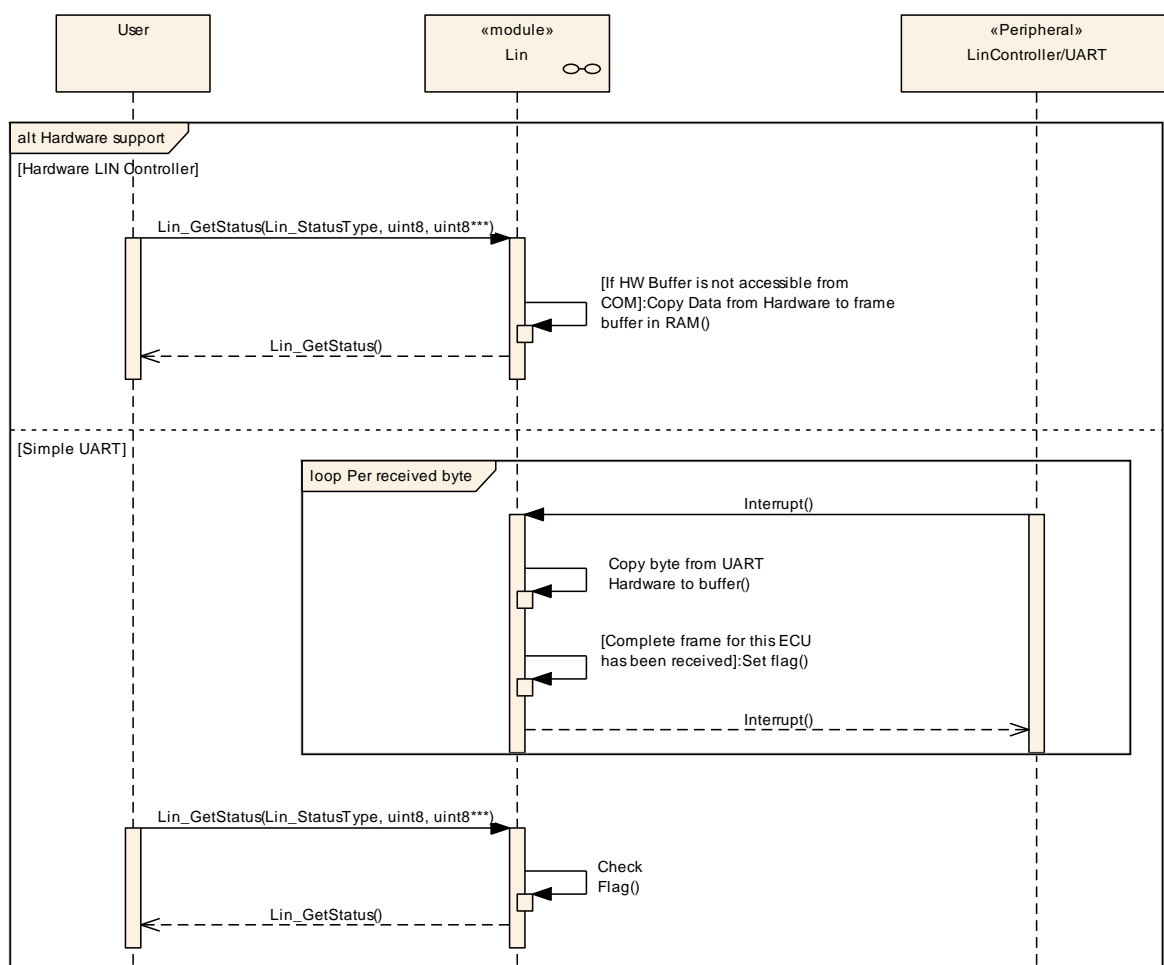 User
«module»
Lin
«Peripheral»
LinController/UART
alt Hardware support
[Hardware LIN Controller]
Lin_GetStatus(Lin_StatusType, uint8, uint8***)
[If HW Buffer is not accessible from
COM]:Copy Data from Hardware to frame
buffer in RAM()
Lin_GetStatus()
[Simple UART]
loop Per received byte
Interrupt()
Copy byte from UART
Hardware to buffer()
[Complete frame for this ECU
has been received]:Set flag()
Interrupt()
Lin_GetStatus(Lin_StatusType, uint8, uint8***)
Check
Flag()
Lin_GetStatus()